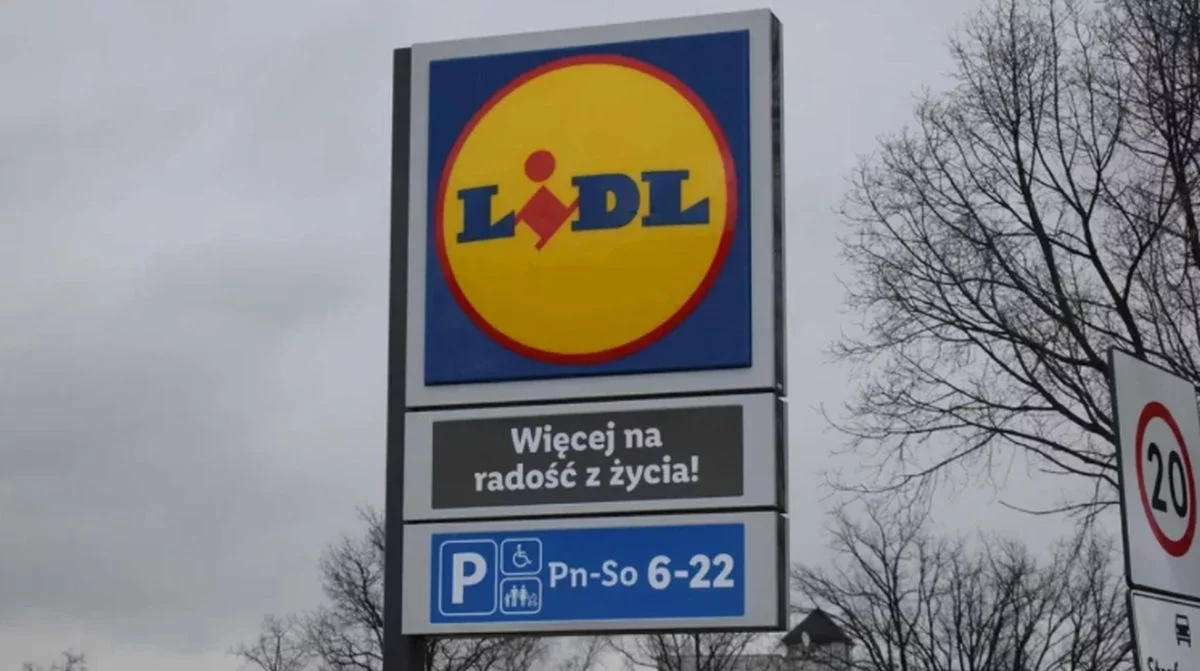 LiDL
Więcej na
radość z życia!
P Pn-So 6-22
20